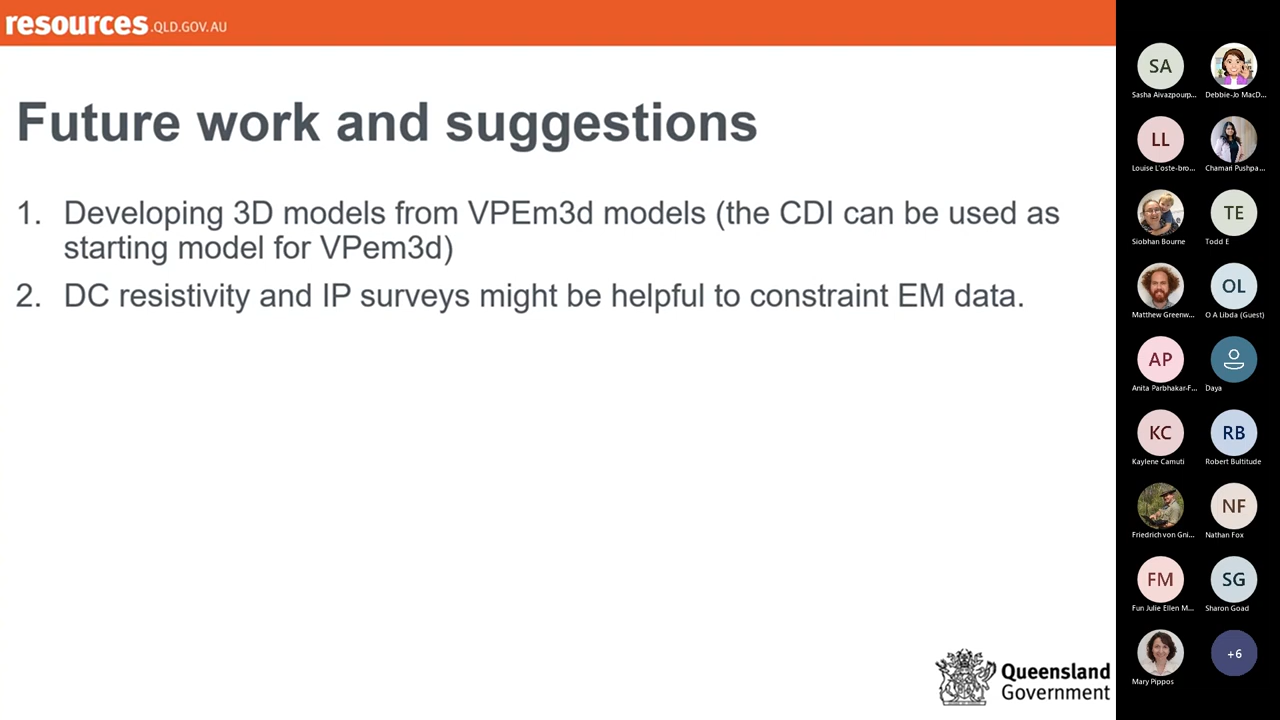 resources.QLD.GOV.AU
Future work and suggestions
1. Developing 3D models from VPEm3d models (the CDI can be used as
starting model for VPem3d)
2. DC resistivity and IP surveys might be helpful to constraint EM data.
Queensland
Government
SA
Sasha Aivazpourp...
Debbie-Jo MacD...
LL
Louise L'oste-bro...
Chamari Pushpa...
Siobhan Bourne
TE
Todd E
Matthew Greenw...
OL
O A Libda (Guest)
AP
Anita Parbhakar-F...
Daya
KC
Kaylene Camuti
RB
Robert Bultitude
Friedrich von Gni...
NF
Nathan Fox
FM
Fun Julie Ellen M...
SG
Sharon Goad
Mary Pippos
+6